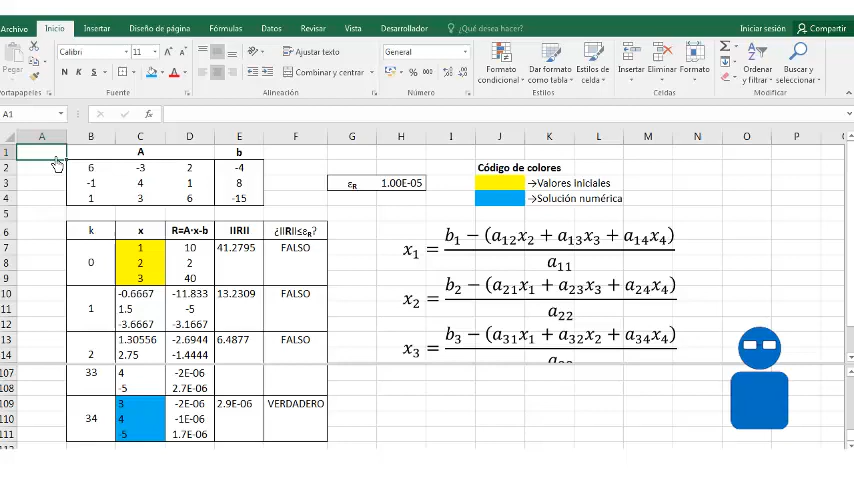 Archivo Inicio Insertar Diseño de página Fórmulas Datos Revisar Vista Desarrollador ¿Qué desea hacer? Iniciar sesión Compartir
Pegar Calibri 11 A A Ajustar texto General Formato condicional Dar formato como tabla Estilos de celda Insertar Eliminar Formato Ordenar y filtrar Buscar y seleccionar
N K S Combinar y centrar % 000
Portapapeles Fuente Alineación Número Estilos Celdas Modificar
A1 fx
A B C D E F G H I J K L M N O P
1 A b
2 6 -3 2 -4 Código de colores
3 -1 4 1 8 εR 1.00E-05 →Valores iniciales
4 1 3 6 -15 →Solución numérica
5
6 k x R=A·x-b IIRII ¿IIRII≤εR?
7 1 10 41.2795 FALSO
8 0 2 2
9 3 40
10 -0.6667 -11.833 13.2309 FALSO
11 1 1.5 -5
12 -3.6667 -3.1667
13 1.30556 -2.6944 6.4877 FALSO
14 2 2.75 -1.4444
107 33 4 -2E-06
108 -5 2.7E-06
109 3 -2E-06 2.9E-06 VERDADERO
110 34 4 -1E-06
111 -5 1.7E-06
x₁ = b₁ − (a₁₂x₂ + a₁₃x₃ + a₁₄x₄) / a₁₁
x₂ = b₂ − (a₂₁x₁ + a₂₃x₃ + a₂₄x₄) / a₂₂
x₃ = b₃ − (a₃₁x₁ + a₃₂x₂ + a₃₄x₄)